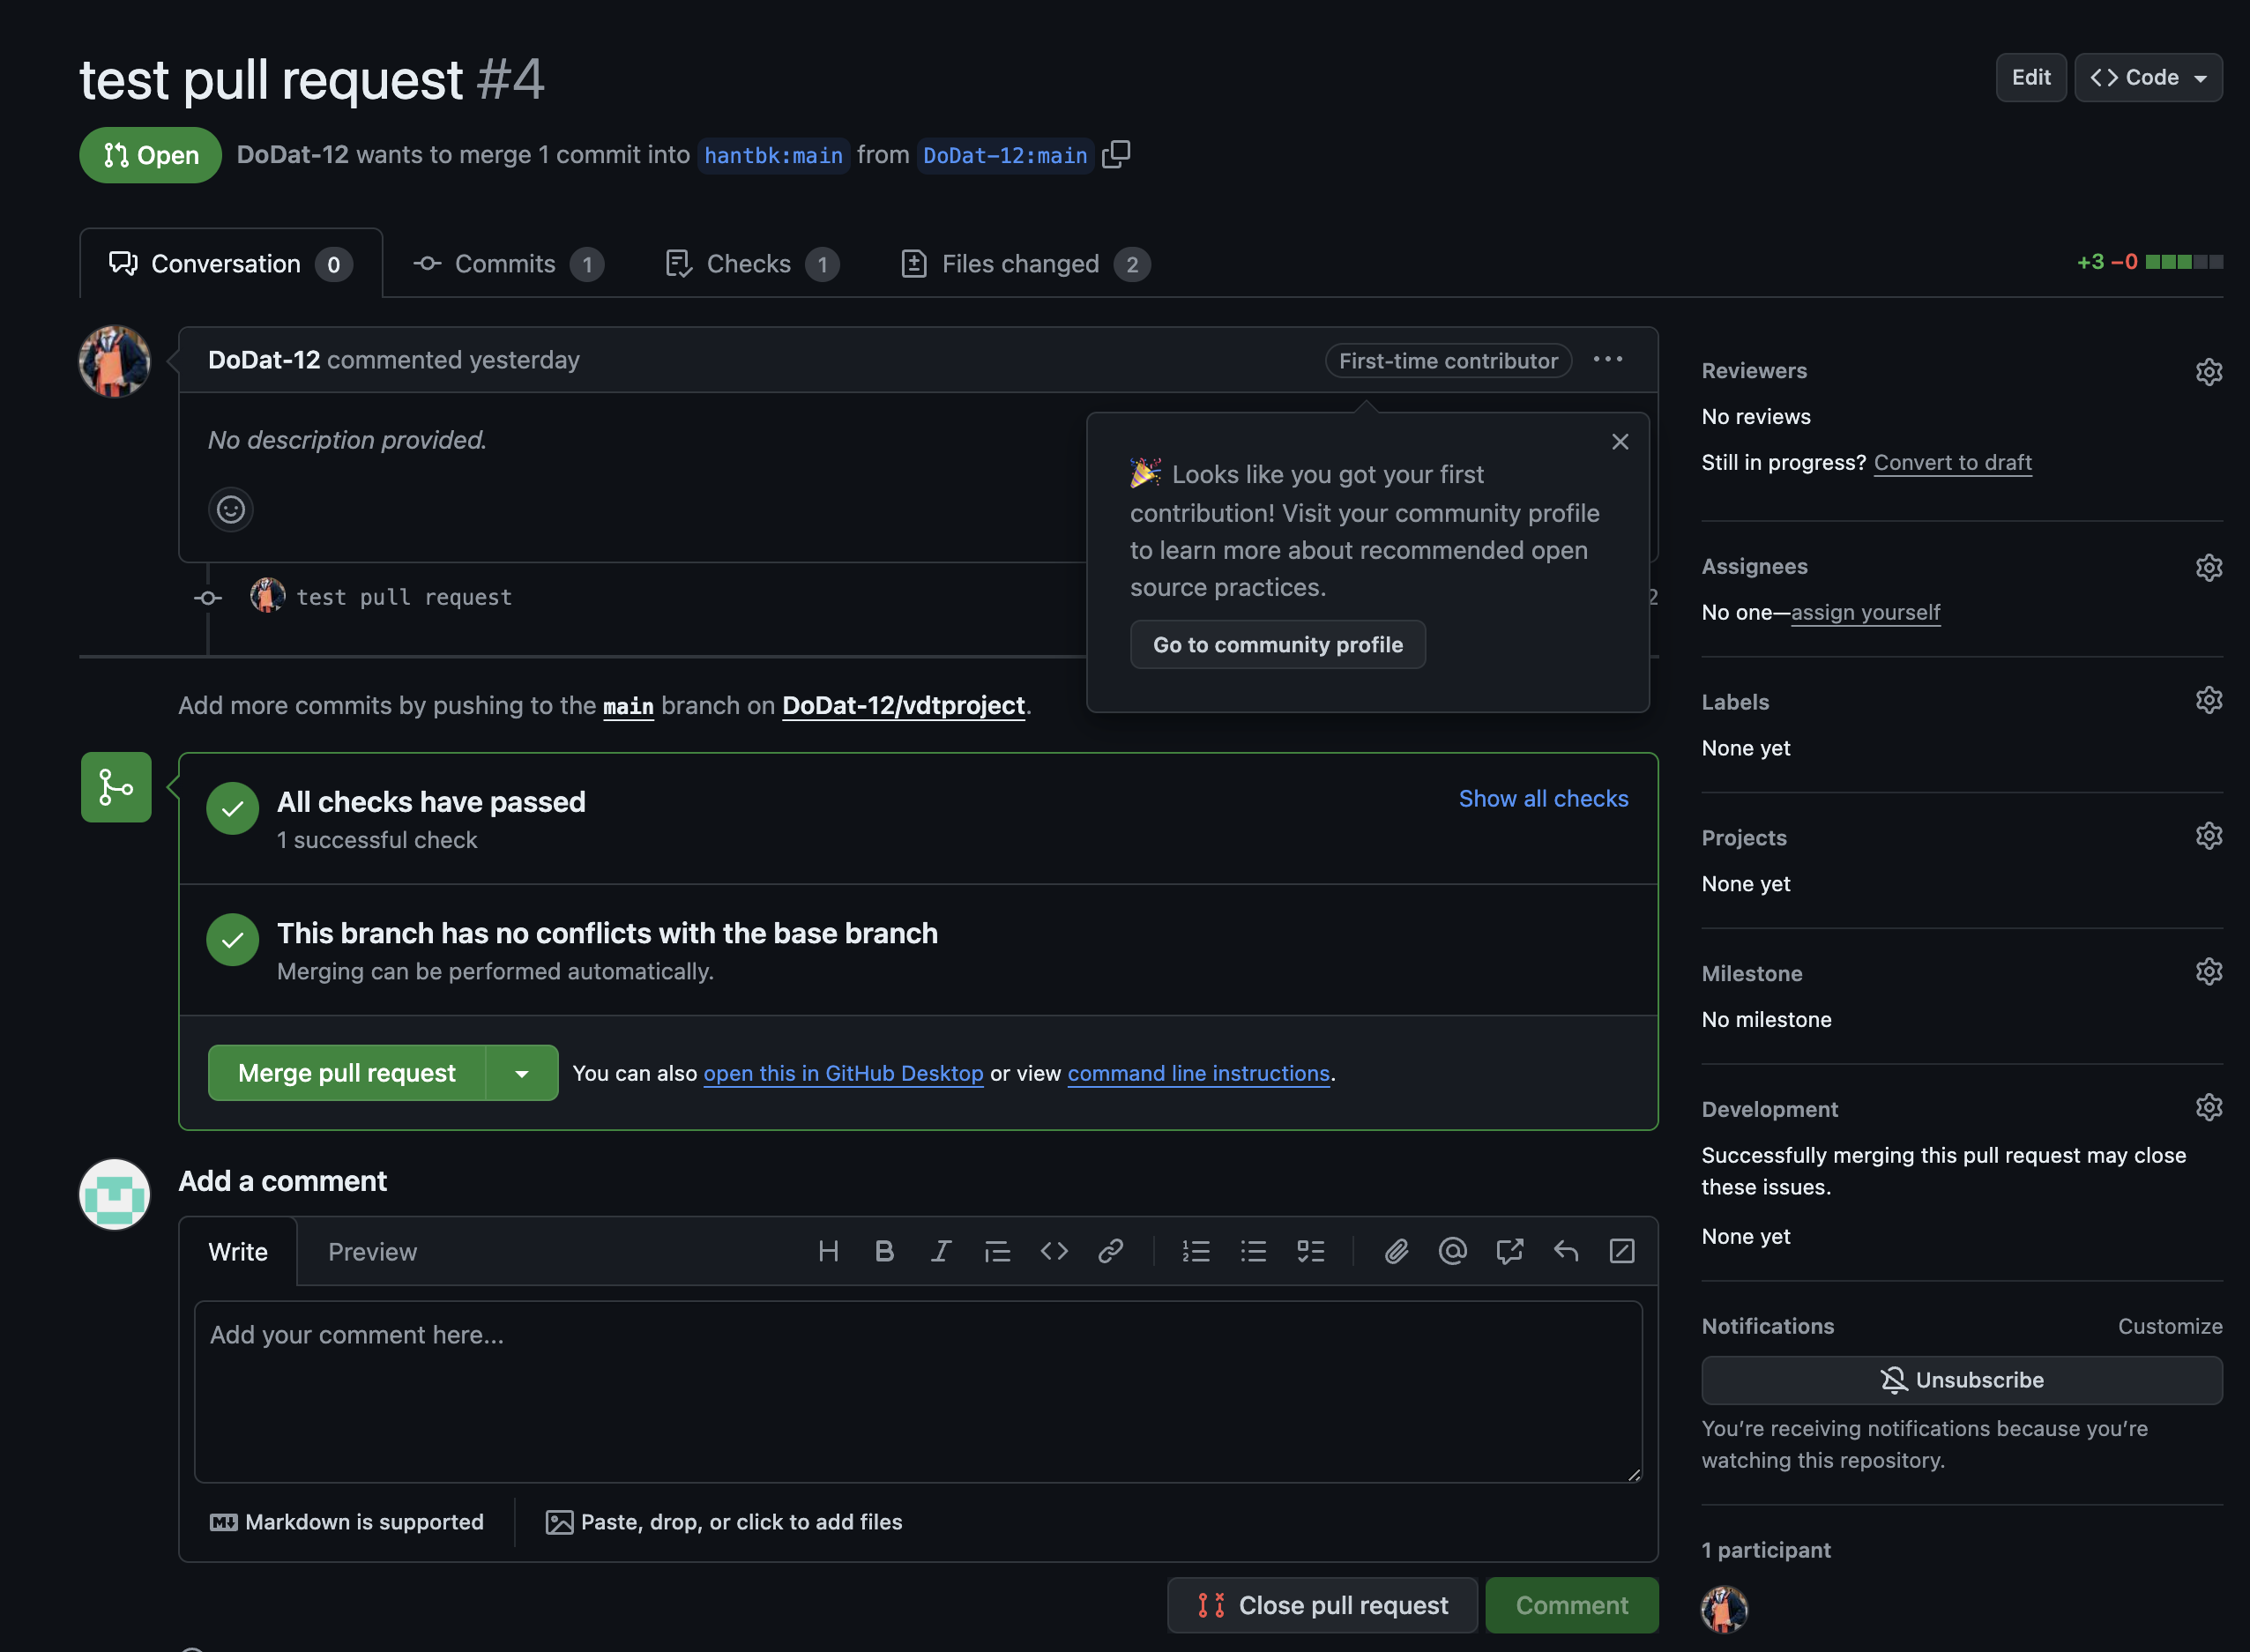 test pull request #4
Edit
Code
Open
DoDat-12 wants to merge 1 commit into hantbk:main from DoDat-12:main
Conversation 0
Commits 1
Checks 1
Files changed 2
+3 −0
DoDat-12 commented yesterday
First-time contributor
No description provided.
🎉 Looks like you got your first
contribution! Visit your community profile
to learn more about recommended open
source practices.
Go to community profile
test pull request
2
Add more commits by pushing to the main branch on DoDat-12/vdtproject.
All checks have passed
1 successful check
Show all checks
This branch has no conflicts with the base branch
Merging can be performed automatically.
Merge pull request
You can also open this in GitHub Desktop or view command line instructions.
Add a comment
Write
Preview
Add your comment here...
Markdown is supported
Paste, drop, or click to add files
Close pull request
Comment
Reviewers
No reviews
Still in progress? Convert to draft
Assignees
No one—assign yourself
Labels
None yet
Projects
None yet
Milestone
No milestone
Development
Successfully merging this pull request may close
these issues.
None yet
Notifications
Customize
Unsubscribe
You’re receiving notifications because you’re
watching this repository.
1 participant